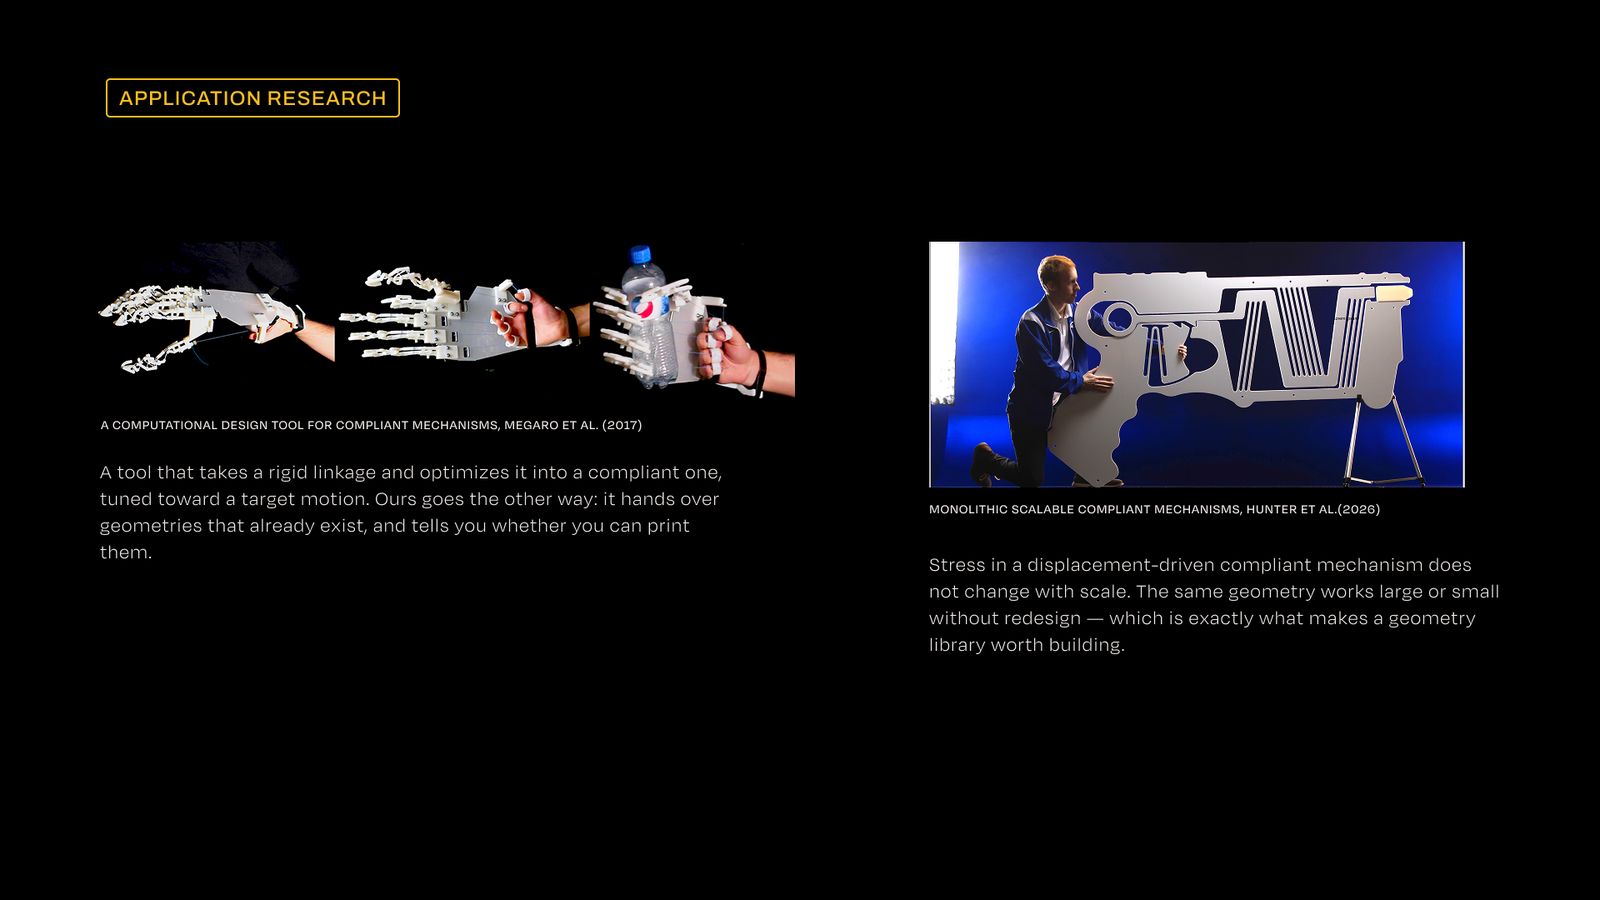 APPLICATION RESEARCH
A COMPUTATIONAL DESIGN TOOL FOR COMPLIANT MECHANISMS, MEGARO ET AL. (2017)
A tool that takes a rigid linkage and optimizes it into a compliant one,
tuned toward a target motion. Ours goes the other way: it hands over
geometries that already exist, and tells you whether you can print
them.
MONOLITHIC SCALABLE COMPLIANT MECHANISMS, HUNTER ET AL.(2026)
Stress in a displacement-driven compliant mechanism does
not change with scale. The same geometry works large or small
without redesign — which is exactly what makes a geometry
library worth building.